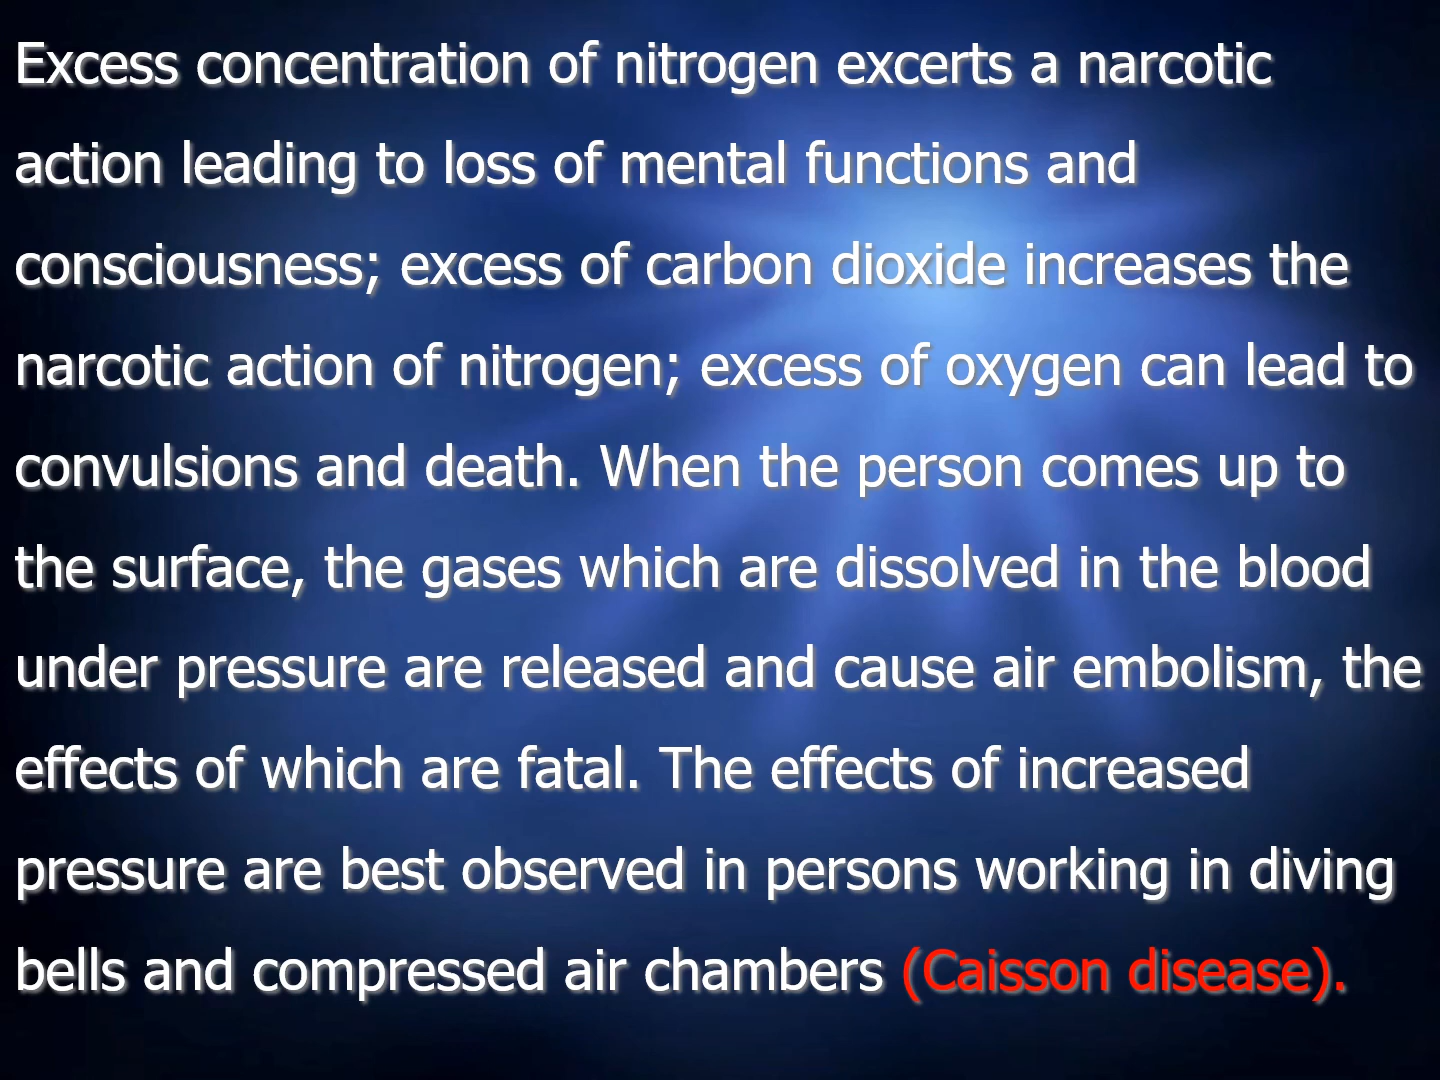 Excess concentration of nitrogen excerts a narcotic
action leading to loss of mental functions and
consciousness; excess of carbon dioxide increases the
narcotic action of nitrogen; excess of oxygen can lead to
convulsions and death. When the person comes up to
the surface, the gases which are dissolved in the blood
under pressure are released and cause air embolism, the
effects of which are fatal. The effects of increased
pressure are best observed in persons working in diving
bells and compressed air chambers (Caisson disease).